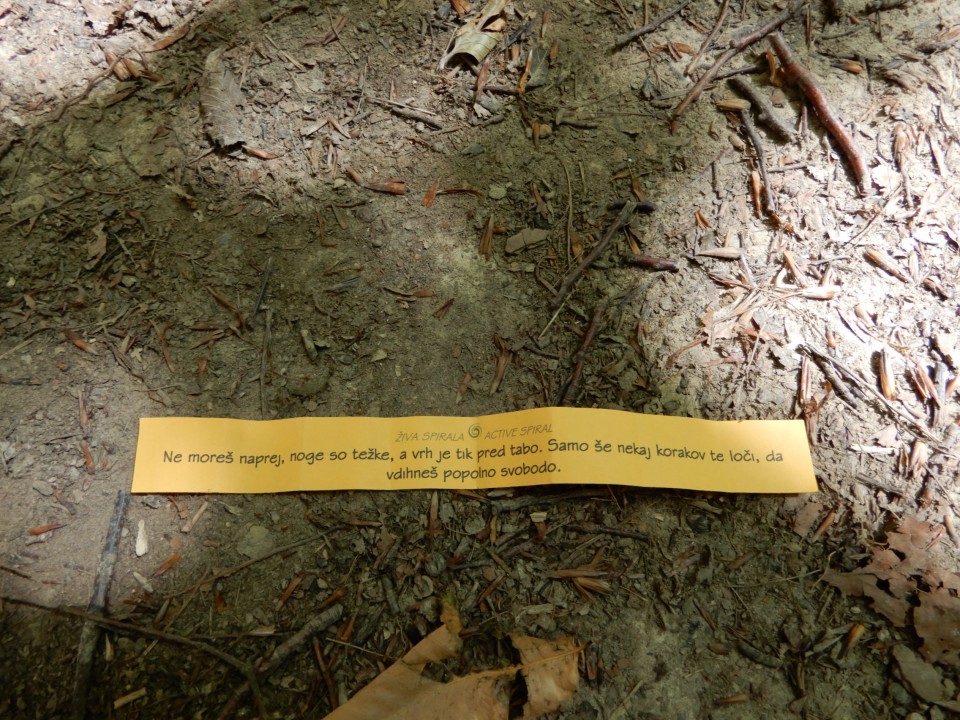 ŽIVA SPIRALA ACTIVE SPIRAL
Ne moreš naprej, noge so težke, a vrh je tik pred tabo. Samo še nekaj korakov te loči, da
vdihneš popolno svobodo.